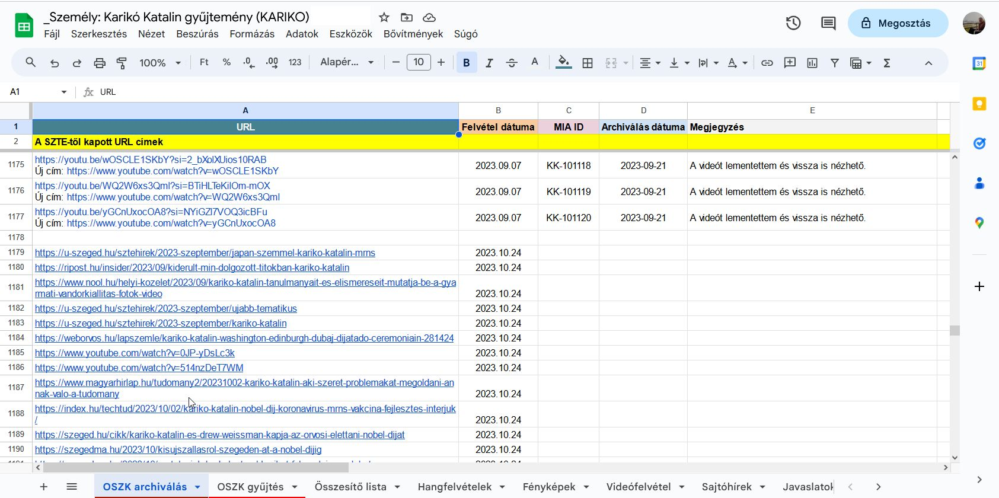 _Személy: Karikó Katalin gyűjtemény (KARIKO)
Fájl Szerkesztés Nézet Beszúrás Formázás Adatok Eszközök Bővítmények Súgó
Megosztás
100% Ft % .0 .00 123 Alapér... 10 B I A
31
A1 fx URL
A B C D E
1 URL Felvétel dátuma MIA ID Archiválás dátuma Megjegyzés
2 A SZTE-től kapott URL címek
1175 https://youtu.be/wOSCLE1SKbY?si=2_bXolXUios10RAB
Új cím: https://www.youtube.com/watch?v=wOSCLE1SKbY 2023.09.07 KK-101118 2023-09-21 A videót lementettem és vissza is nézhető.
1176 https://youtu.be/WQ2W6xs3QmI?si=BTiHLTeKilOm-mOX
Új cím: https://www.youtube.com/watch?v=WQ2W6xs3QmI 2023.09.07 KK-101119 2023-09-21 A videót lementettem és vissza is nézhető.
1177 https://youtu.be/yGCnUxocOA8?si=NYiGZl7VOQ3icBFu
Új cím: https://www.youtube.com/watch?v=yGCnUxocOA8 2023.09.07 KK-101120 2023-09-21 A videót lementettem és vissza is nézhető.
1178
1179 https://u-szeged.hu/sztehirek/2023-szeptember/japan-szemmel-kariko-katalin-mrns 2023.10.24
1180 https://ripost.hu/insider/2023/09/kiderult-min-dolgozott-titokban-kariko-katalin 2023.10.24
1181 https://www.nool.hu/helyi-kozelet/2023/09/kariko-katalin-tanulmanyait-es-elismereseit-mutatja-be-a-gya
rmati-vandorkiallitas-fotok-video 2023.10.24
1182 https://u-szeged.hu/sztehirek/2023-szeptember/ujabb-tematikus 2023.10.24
1183 https://u-szeged.hu/sztehirek/2023-szeptember/kariko-katalin 2023.10.24
1184 https://weborvos.hu/lapszemle/kariko-katalin-washington-edinburgh-dubaj-dijatado-ceremoniain-281424 2023.10.24
1185 https://www.youtube.com/watch?v=0JP-yDsLc3k 2023.10.24
1186 https://www.youtube.com/watch?v=514nzDeT7WM 2023.10.24
1187 https://www.magyarhirlap.hu/tudomany2/20231002-kariko-katalin-aki-szeret-problemakat-megoldani-an
nak-valo-a-tudomany 2023.10.24
1188 https://index.hu/techtud/2023/10/02/kariko-katalin-nobel-dij-koronavirus-mrns-vakcina-fejlesztes-interjuk
/ 2023.10.24
1189 https://szeged.hu/cikk/kariko-katalin-es-drew-weissman-kapja-az-orvosi-elettani-nobel-dijat 2023.10.24
1190 https://szegedma.hu/2023/10/kisujszallasrol-szegeden-at-a-nobel-dijig 2023.10.24
OSZK archiválás OSZK gyűjtés Összesítő lista Hangfelvételek Fényképek Videófelvétel Sajtóhírek Javaslatok